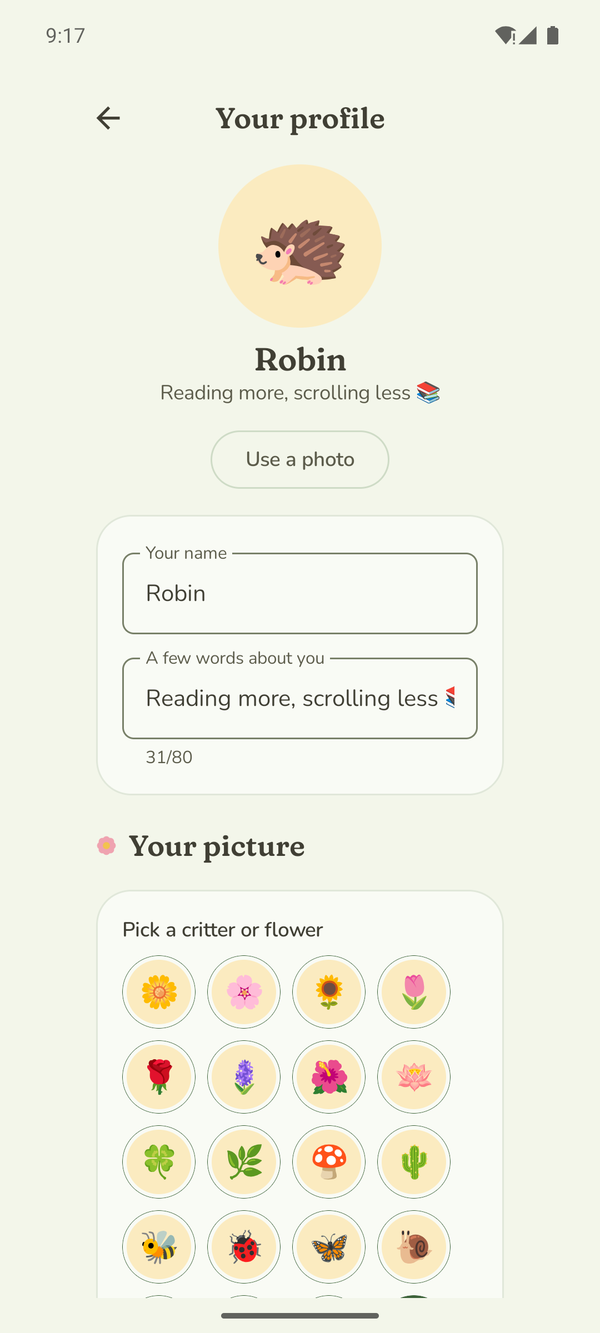 9:17
Your profile
Robin
Reading more, scrolling less 📚
Use a photo
Your name
Robin
A few words about you
Reading more, scrolling less
31/80
Your picture
Pick a critter or flower